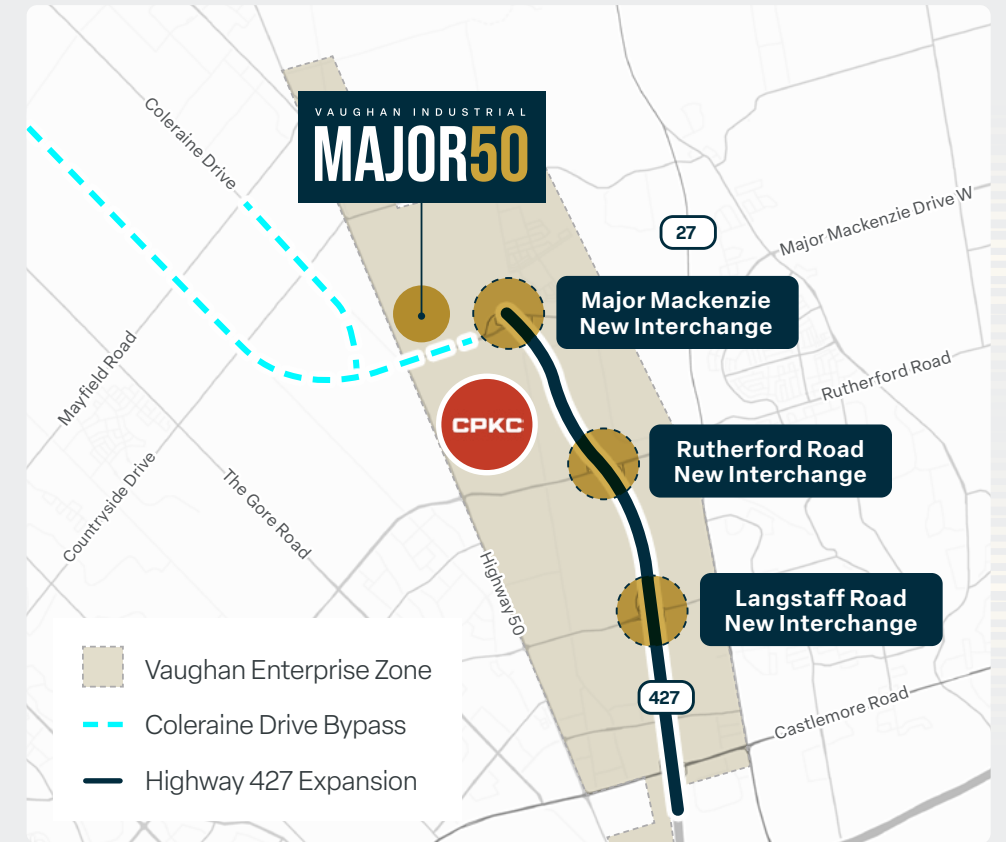 VAUGHAN INDUSTRIAL
MAJOR50
Coleraine Drive
27
Major Mackenzie Drive W
Major Mackenzie
New Interchange
Mayfield Road
Rutherford Road
CPKC
Rutherford Road
New Interchange
Countryside Drive
The Gore Road
Highway 50
Langstaff Road
New Interchange
427
Castlemore Road
Vaughan Enterprise Zone
Coleraine Drive Bypass
Highway 427 Expansion